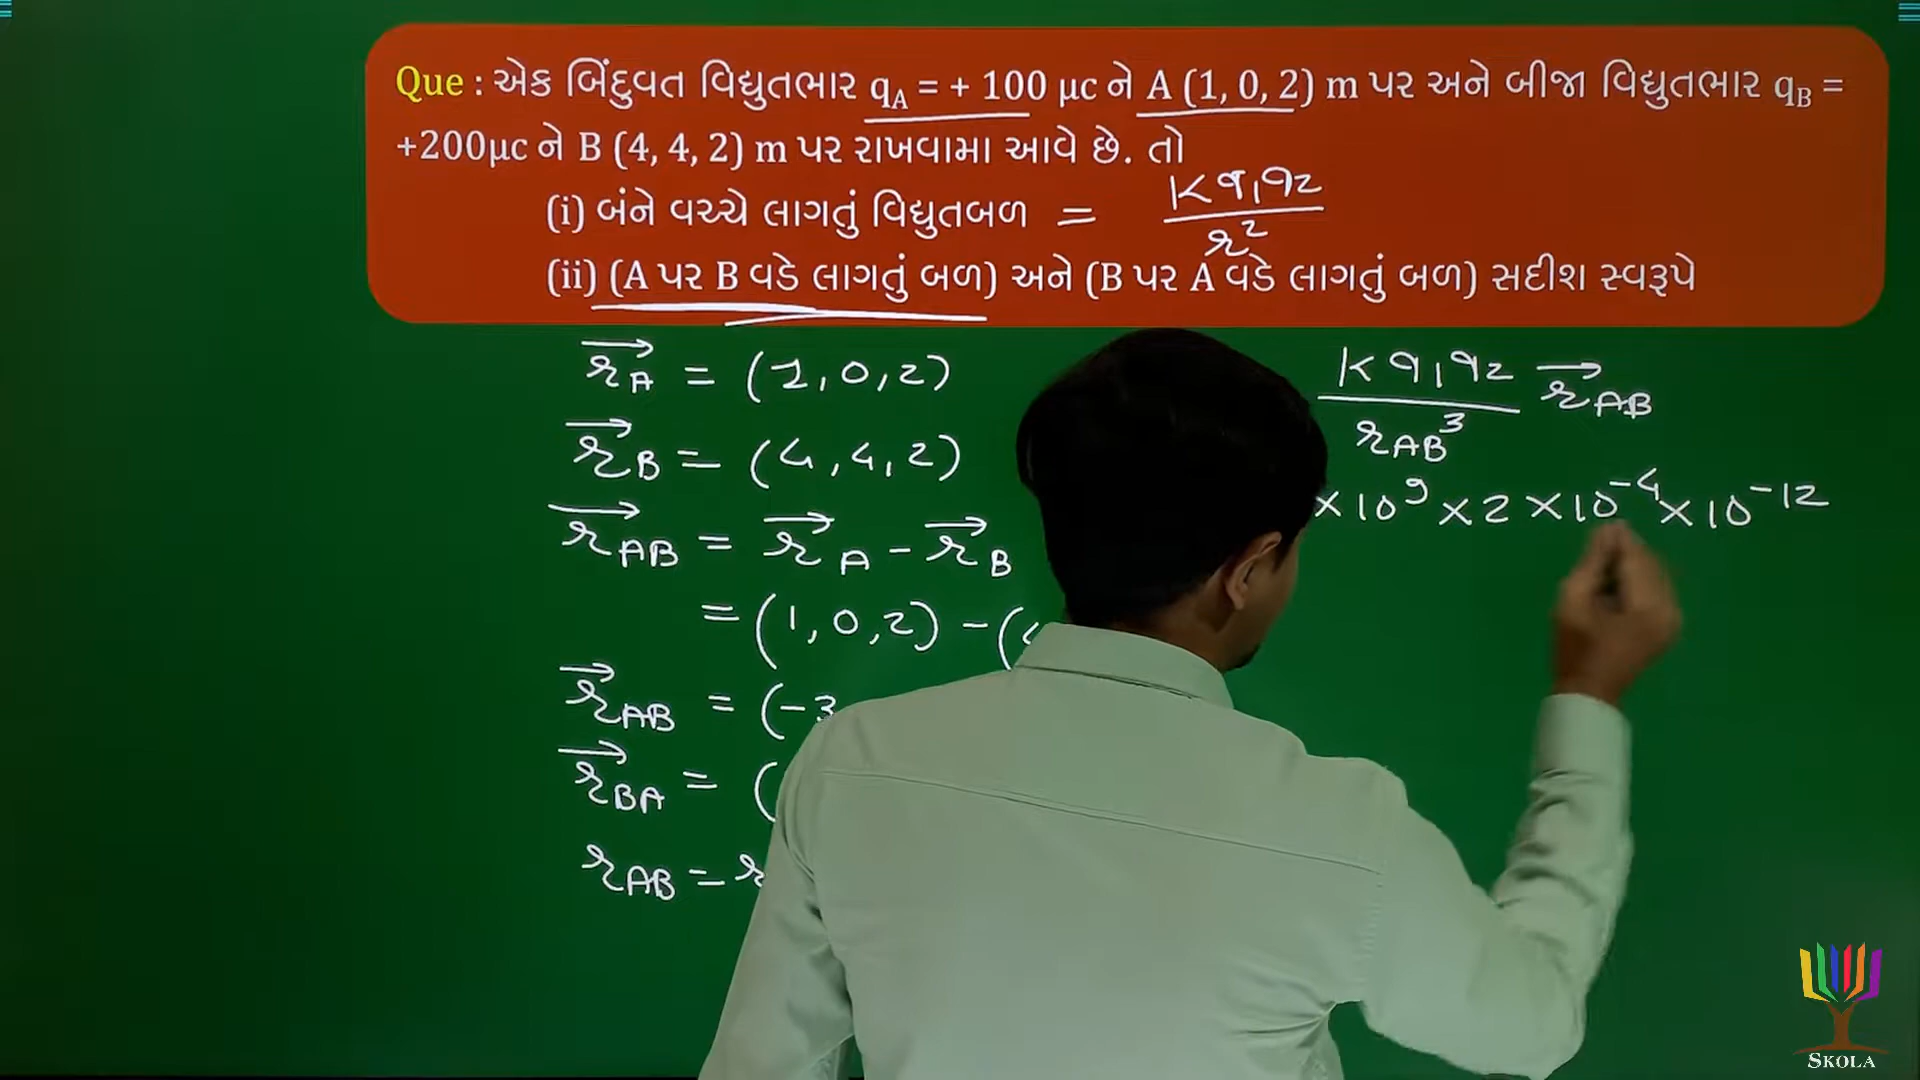 Que : એક બિંદુવત વિદ્યુતભાર qA = + 100 μc ને A (1, 0, 2) m પર અને બીજા વિદ્યુતભાર qB =
+200μc ને B (4, 4, 2) m પર રાખવામા આવે છે. તો
(i) બંને વચ્ચે લાગતું વિદ્યુતબળ = Kq1q2 / r²
(ii) (A પર B વડે લાગતું બળ) અને (B પર A વડે લાગતું બળ) સદીશ સ્વરૂપે
→rA = (1, 0, 2)
→rB = (4, 4, 2)
→rAB = →rA - →rB
= (1, 0, 2) - (
→rAB = (-3
→rBA = (
rAB = r
Kq1q2 / rAB³ →rAB
×10⁹ × 2 × 10⁻⁴ × 10⁻¹²
SKOLA